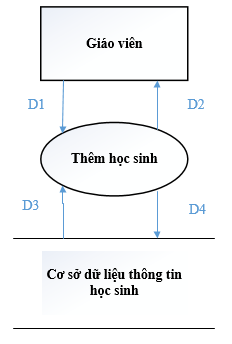 Giáo viên
D1
D2
Thêm học sinh
D3
D4
Cơ sở dữ liệu thông tin
học sinh